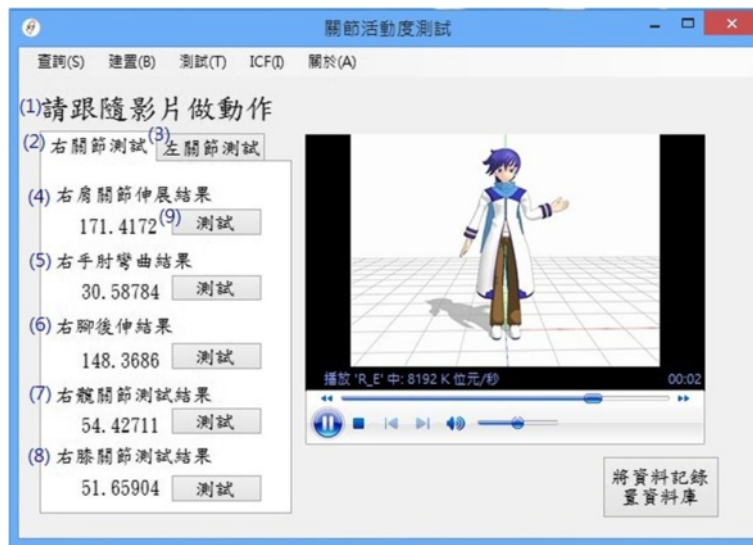 關節活動度測試
查詢(S) 建置(B) 測試(T) ICF(I) 關於(A)
(1)請跟隨影片做動作
(2) 右關節測試 (3) 左關節測試
(4) 右肩關節伸展結果
171.4172 (9) 測試
(5) 右手肘彎曲結果
30.58784 測試
(6) 右腳後伸結果
148.3686 測試
(7) 右髖關節測試結果
54.42711 測試
(8) 右膝關節測試結果
51.65904 測試
播放 'R_E' 中: 8192 K 位元/秒 00:02
將資料記錄
置資料庫